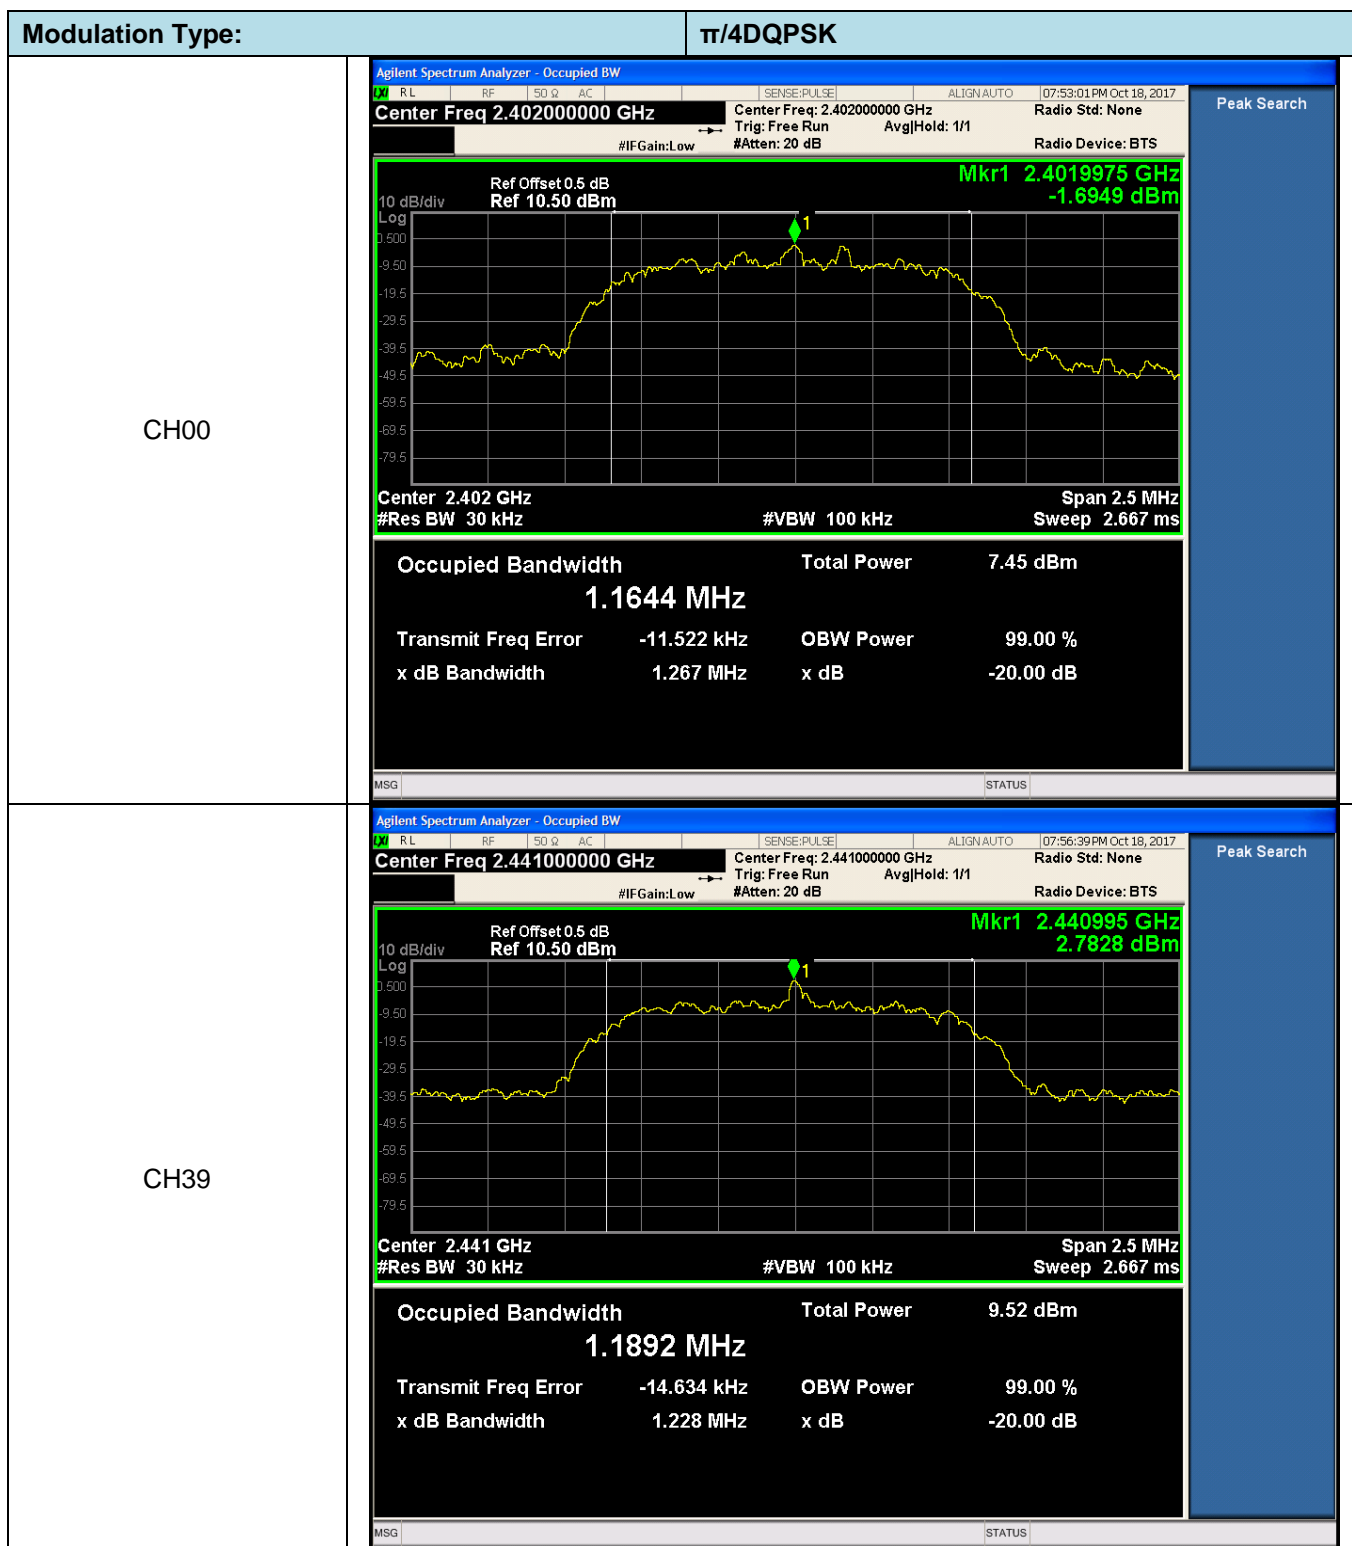 Modulation Type: π/4DQPSK
CH00
Agilent Spectrum Analyzer - Occupied BW
LXI RL RF 50 Ω AC SENSE:PULSE ALIGN AUTO 07:53:01 PM Oct 18, 2017
Center Freq 2.402000000 GHz Center Freq: 2.402000000 GHz Radio Std: None
Trig: Free Run Avg|Hold: 1/1
#IFGain:Low #Atten: 20 dB Radio Device: BTS
Peak Search
Mkr1 2.4019975 GHz
Ref Offset 0.5 dB
-1.6949 dBm
10 dB/div Ref 10.50 dBm
Log
0.500
1
-9.50
-19.5
-29.5
-39.5
-49.5
-59.5
-69.5
-79.5
Center 2.402 GHz Span 2.5 MHz
#Res BW 30 kHz #VBW 100 kHz Sweep 2.667 ms
Occupied Bandwidth Total Power 7.45 dBm
1.1644 MHz
Transmit Freq Error -11.522 kHz OBW Power 99.00 %
x dB Bandwidth 1.267 MHz x dB -20.00 dB
MSG STATUS
CH39
Agilent Spectrum Analyzer - Occupied BW
LXI RL RF 50 Ω AC SENSE:PULSE ALIGN AUTO 07:56:39 PM Oct 18, 2017
Center Freq 2.441000000 GHz Center Freq: 2.441000000 GHz Radio Std: None
Trig: Free Run Avg|Hold: 1/1
#IFGain:Low #Atten: 20 dB Radio Device: BTS
Peak Search
Mkr1 2.440995 GHz
Ref Offset 0.5 dB
2.7828 dBm
10 dB/div Ref 10.50 dBm
Log
1
0.500
-9.50
-19.5
-29.5
-39.5
-49.5
-59.5
-69.5
-79.5
Center 2.441 GHz Span 2.5 MHz
#Res BW 30 kHz #VBW 100 kHz Sweep 2.667 ms
Occupied Bandwidth Total Power 9.52 dBm
1.1892 MHz
Transmit Freq Error -14.634 kHz OBW Power 99.00 %
x dB Bandwidth 1.228 MHz x dB -20.00 dB
MSG STATUS